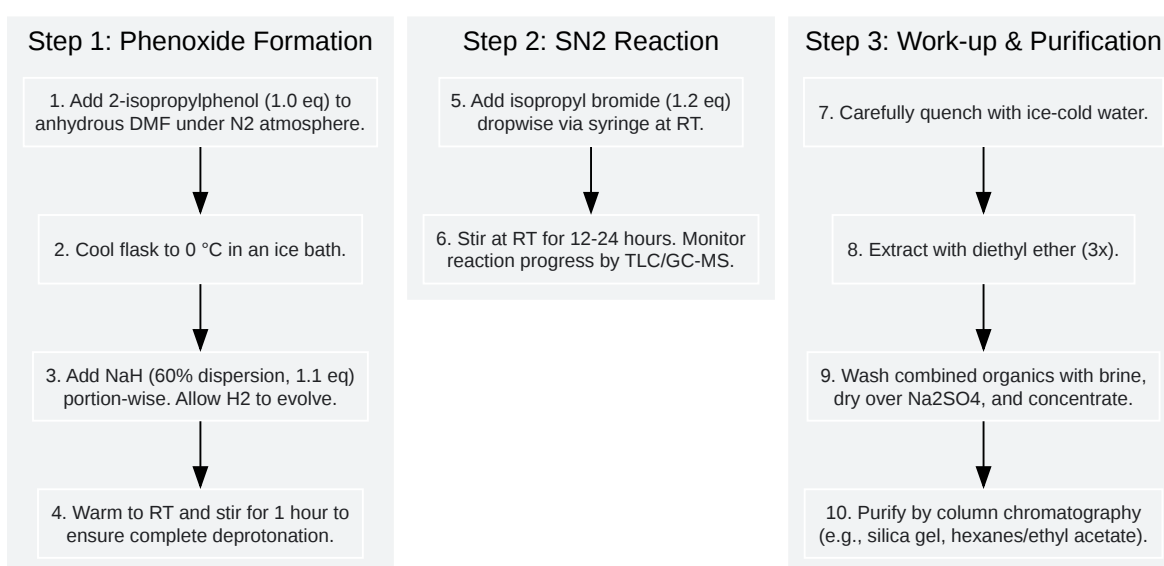 Step 1: Phenoxide Formation
1. Add 2-isopropylphenol (1.0 eq) to
anhydrous DMF under N2 atmosphere.
2. Cool flask to 0 °C in an ice bath.
3. Add NaH (60% dispersion, 1.1 eq)
portion-wise. Allow H2 to evolve.
4. Warm to RT and stir for 1 hour to
ensure complete deprotonation.
Step 2: SN2 Reaction
5. Add isopropyl bromide (1.2 eq)
dropwise via syringe at RT.
6. Stir at RT for 12-24 hours. Monitor
reaction progress by TLC/GC-MS.
Step 3: Work-up & Purification
7. Carefully quench with ice-cold water.
8. Extract with diethyl ether (3x).
9. Wash combined organics with brine,
dry over Na2SO4, and concentrate.
10. Purify by column chromatography
(e.g., silica gel, hexanes/ethyl acetate).